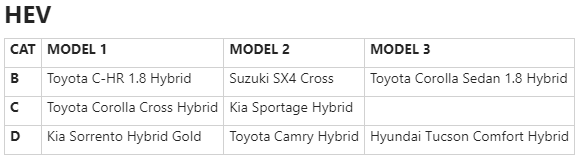 HEV
CAT MODEL 1 MODEL 2 MODEL 3
B Toyota C-HR 1.8 Hybrid Suzuki SX4 Cross Toyota Corolla Sedan 1.8 Hybrid
C Toyota Corolla Cross Hybrid Kia Sportage Hybrid
D Kia Sorrento Hybrid Gold Toyota Camry Hybrid Hyundai Tucson Comfort Hybrid